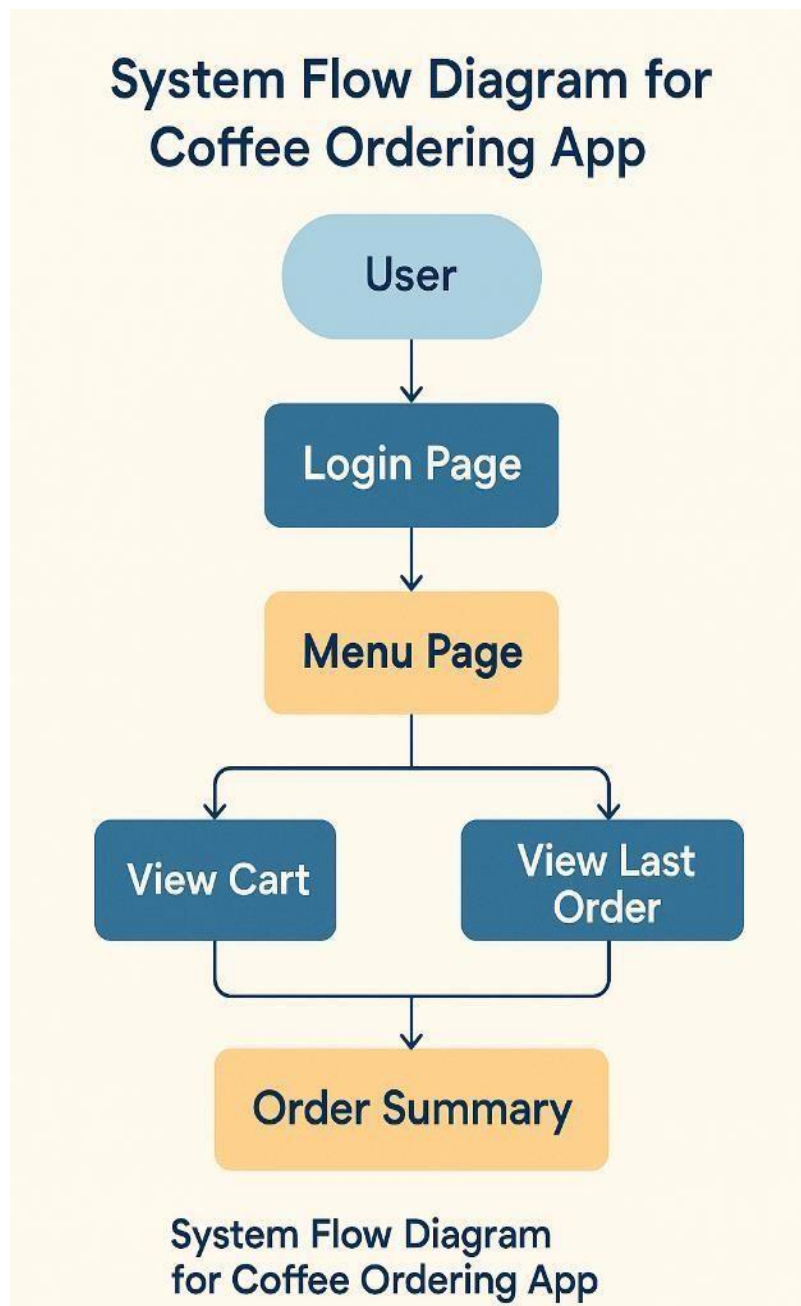 System Flow Diagram for
Coffee Ordering App
User
Login Page
Menu Page
View Cart
View Last
Order
Order Summary
System Flow Diagram
for Coffee Ordering App